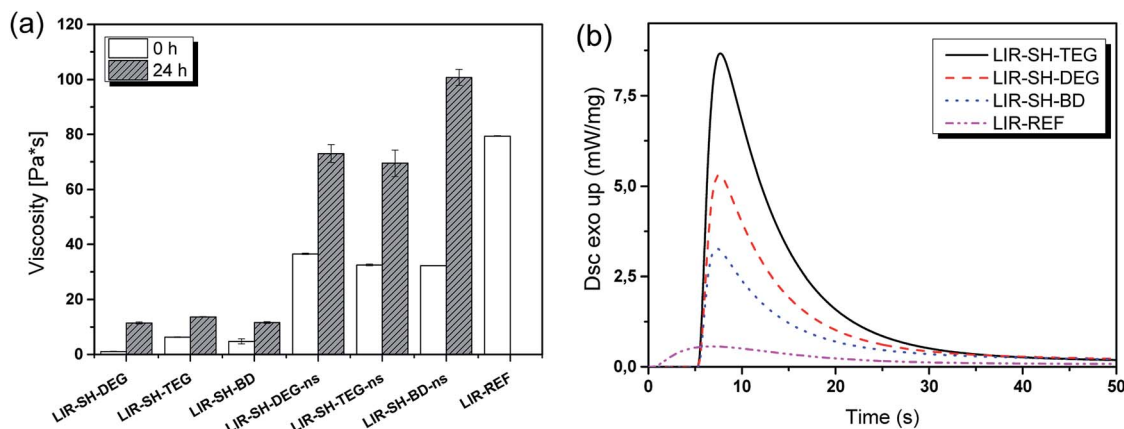 (a)
Viscosity [Pa*s]
120
100
80
60
40
20
0
0 h
24 h
LIR-SH-DEG
LIR-SH-TEG
LIR-SH-BD
LIR-SH-DEG-ns
LIR-SH-TEG-ns
LIR-SH-BD-ns
LIR-REF
(b)
Dsc exo up (mW/mg)
7,5
5,0
2,5
0,0
LIR-SH-TEG
LIR-SH-DEG
LIR-SH-BD
LIR-REF
0 10 20 30 40 50
Time (s)